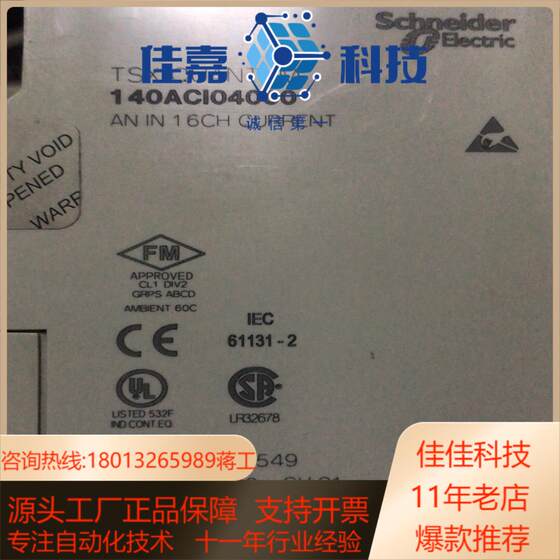 Schneider
Electric
佳嘉 科技
诚信第一
140ACI040
AN IN 16CH CURRENT
TY VOID
PENED
WARR
FM
APPROVED
CL1 DIV2
GRPS ABCD
AMBIENT 60C
CE
IEC
61131-2
UL
LISTED 532F
IND CONT EQ
SA
LR32678
549
咨询热线:18013265989蒋工
佳佳科技
源头工厂正品保障 支持开票
11年老店
专注自动化技术 十一年行业经验
爆款推荐